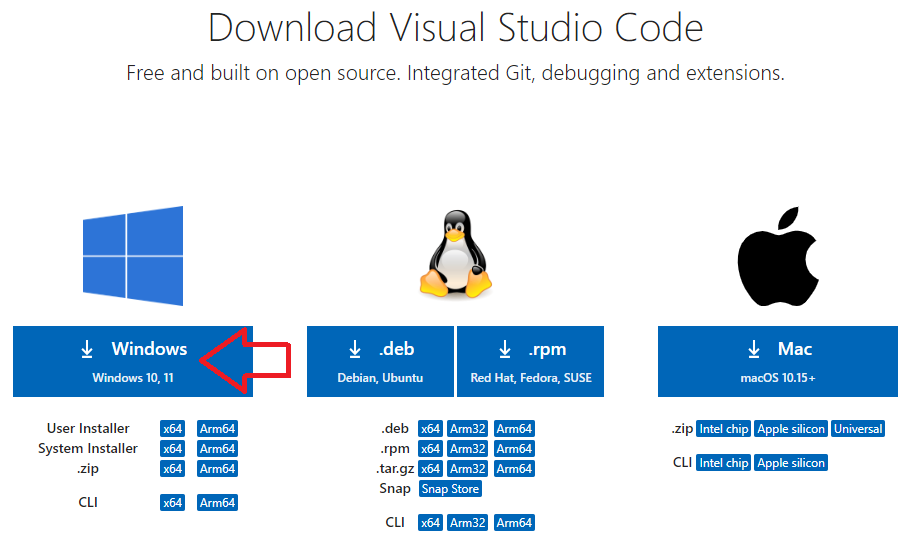 Download Visual Studio Code
Free and built on open source. Integrated Git, debugging and extensions.
Windows
Windows 10, 11
User Installer x64 Arm64
System Installer x64 Arm64
.zip x64 Arm64
CLI x64 Arm64
.deb
Debian, Ubuntu
.rpm
Red Hat, Fedora, SUSE
.deb x64 Arm32 Arm64
.rpm x64 Arm32 Arm64
.tar.gz x64 Arm32 Arm64
Snap Snap Store
CLI x64 Arm32 Arm64
Mac
macOS 10.15+
.zip Intel chip Apple silicon Universal
CLI Intel chip Apple silicon